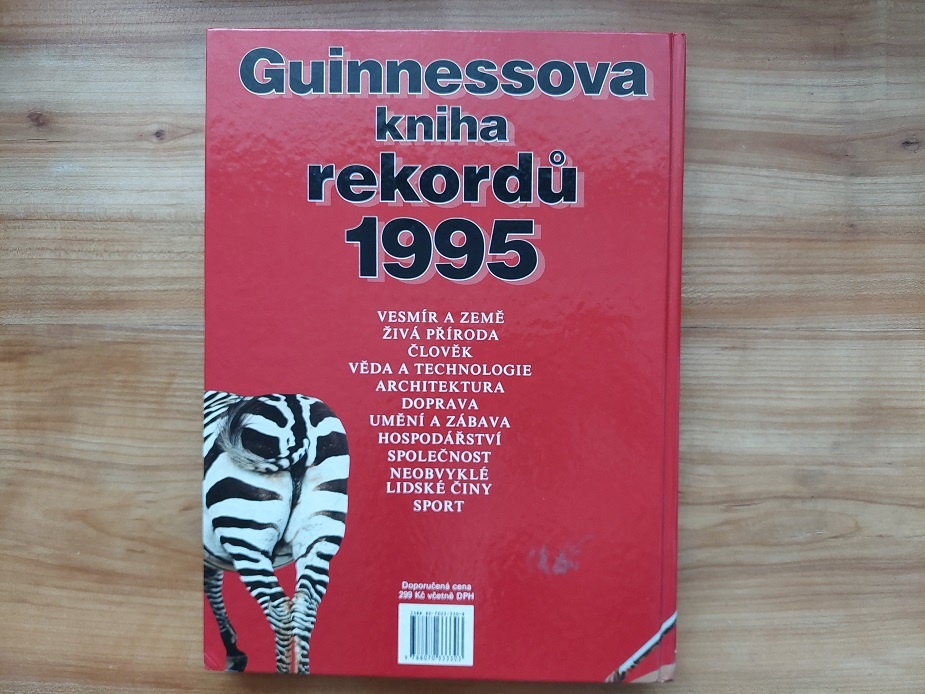 Guinnessova
kniha
rekordů
1995
VESMÍR A ZEMĚ
ŽIVÁ PŘÍRODA
ČLOVĚK
VĚDA A TECHNOLOGIE
ARCHITEKTURA
DOPRAVA
UMĚNÍ A ZÁBAVA
HOSPODÁŘSTVÍ
SPOLEČNOST
NEOBVYKLÉ
LIDSKÉ ČINY
SPORT
Doporučená cena
299 Kč včetně DPH